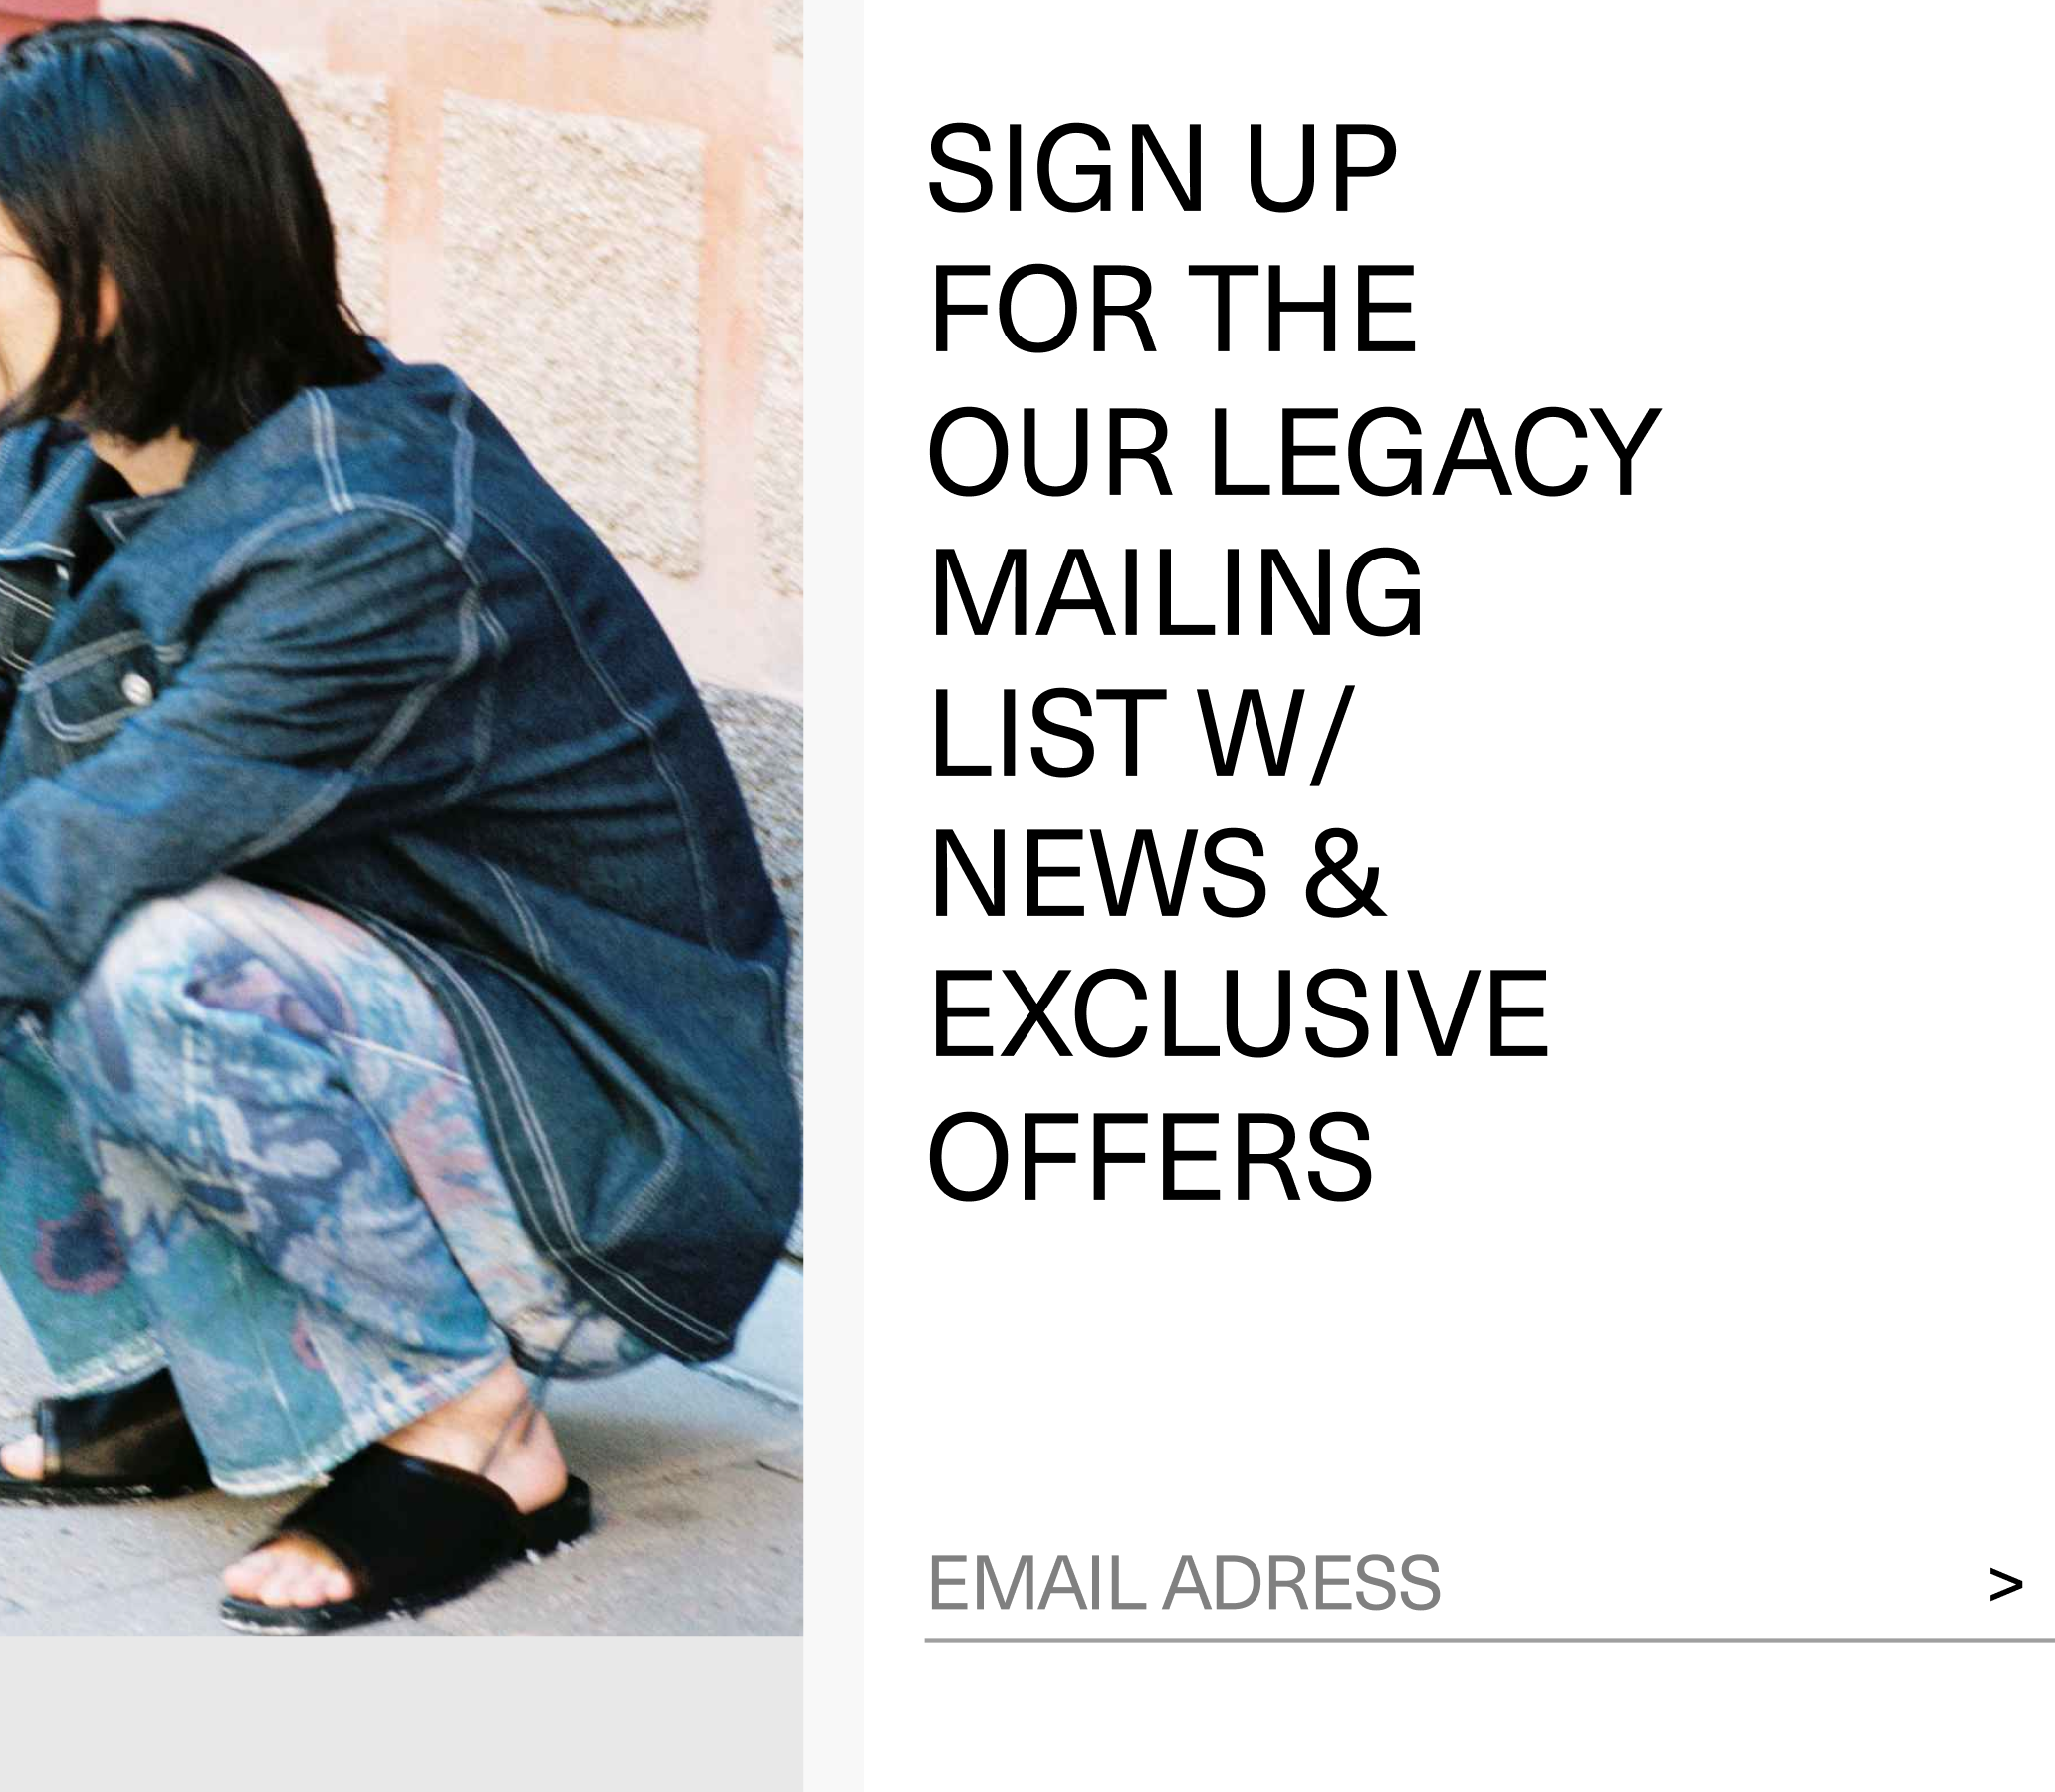 SIGN UP
FOR THE
OUR LEGACY
MAILING
LIST W/
NEWS &
EXCLUSIVE
OFFERS
EMAIL ADRESS >